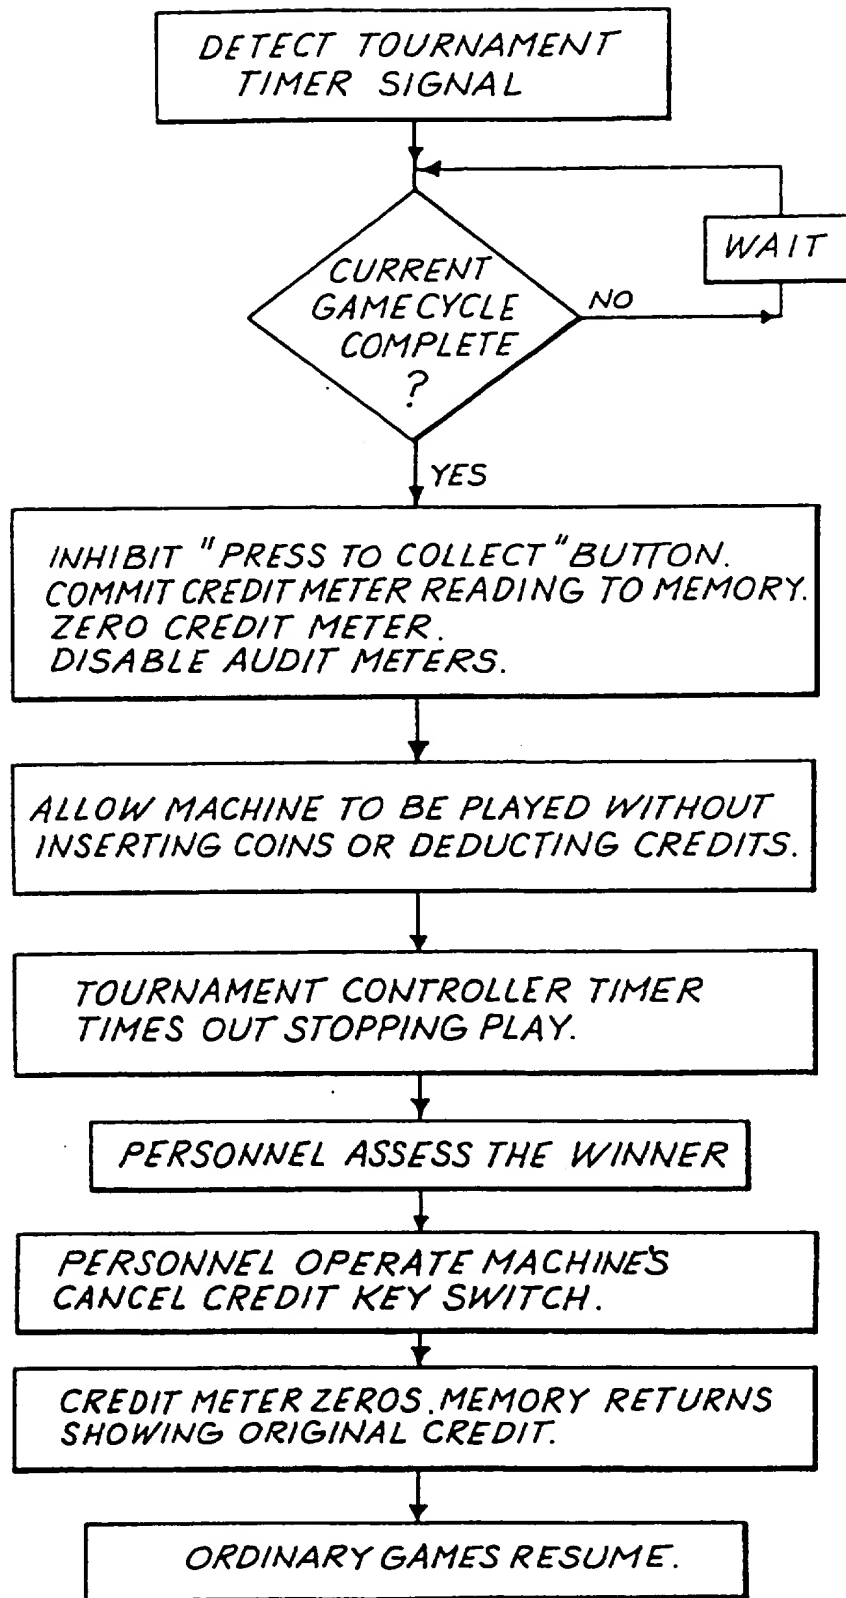 DETECT TOURNAMENT
TIMER SIGNAL
WAIT
CURRENT
GAME CYCLE
COMPLETE
?
NO
YES
INHIBIT "PRESS TO COLLECT" BUTTON.
COMMIT CREDIT METER READING TO MEMORY.
ZERO CREDIT METER.
DISABLE AUDIT METERS.
ALLOW MACHINE TO BE PLAYED WITHOUT
INSERTING COINS OR DEDUCTING CREDITS.
TOURNAMENT CONTROLLER TIMER
TIMES OUT STOPPING PLAY.
PERSONNEL ASSESS THE WINNER
PERSONNEL OPERATE MACHINE'S
CANCEL CREDIT KEY SWITCH.
CREDIT METER ZEROS. MEMORY RETURNS
SHOWING ORIGINAL CREDIT.
ORDINARY GAMES RESUME.